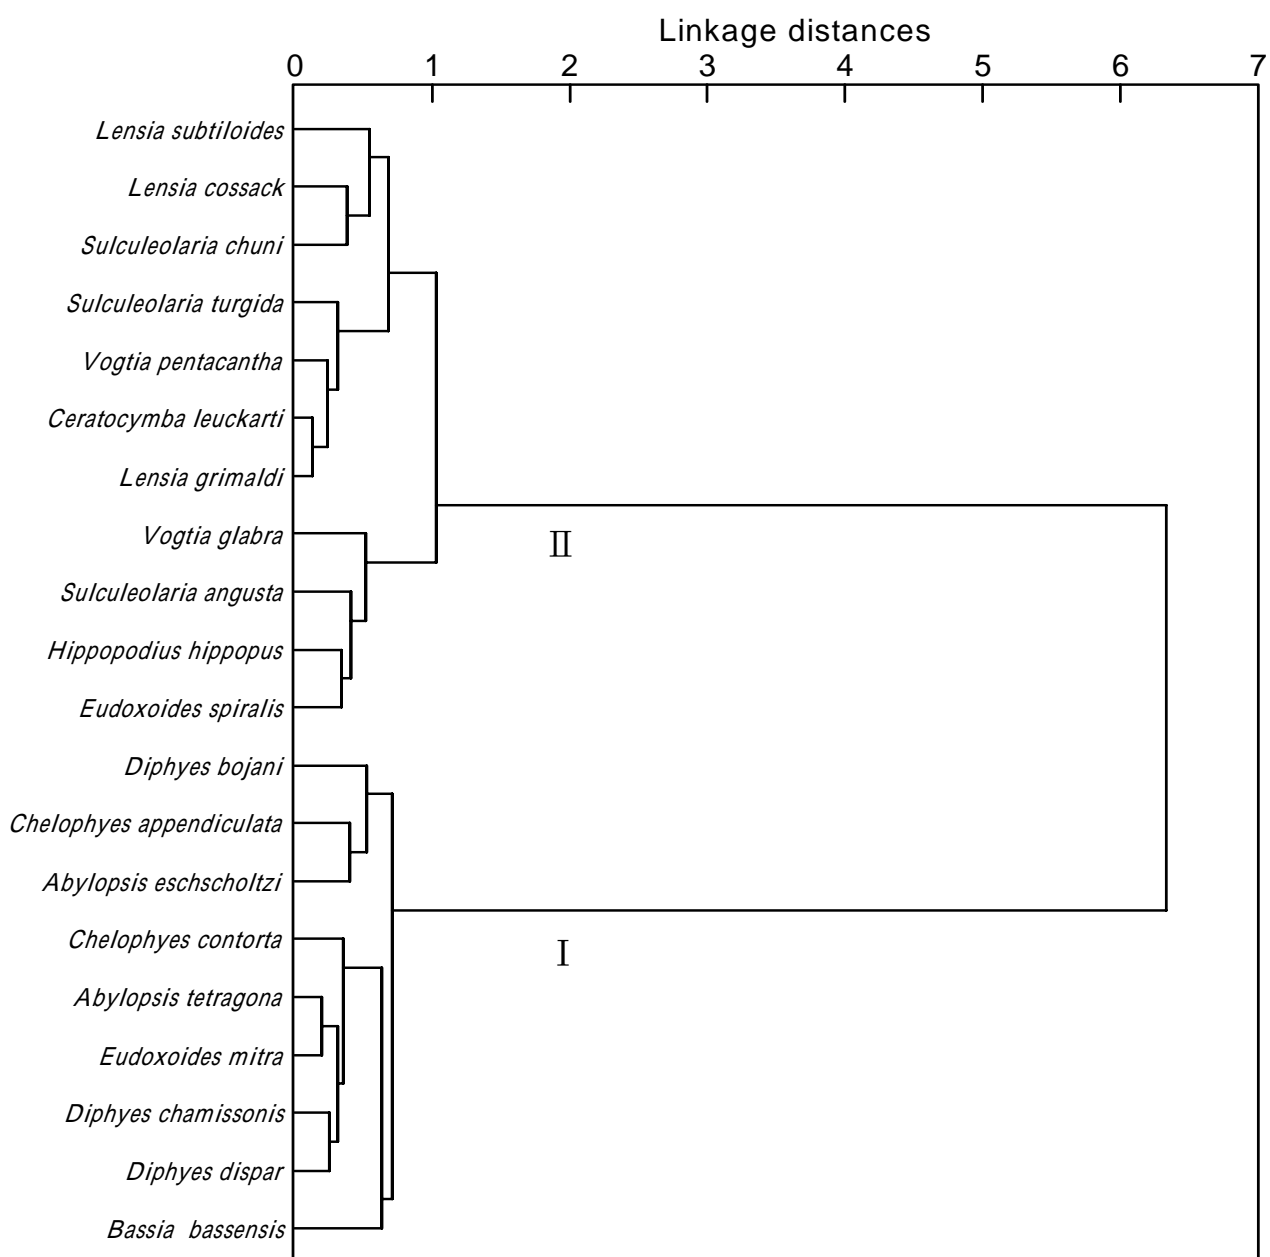 Linkage distances
0 1 2 3 4 5 6 7
Lensia subtiloides
Lensia cossack
Sulculeolaria chuni
Sulculeolaria turgida
Vogtia pentacantha
Ceratocymba leuckarti
Lensia grimaldi
Vogtia glabra
II
Sulculeolaria angusta
Hippopodius hippopus
Eudoxoides spiralis
Diphyes bojani
Chelophyes appendiculata
Abylopsis eschscholtzi
Chelophyes contorta
I
Abylopsis tetragona
Eudoxoides mitra
Diphyes chamissonis
Diphyes dispar
Bassia bassensis